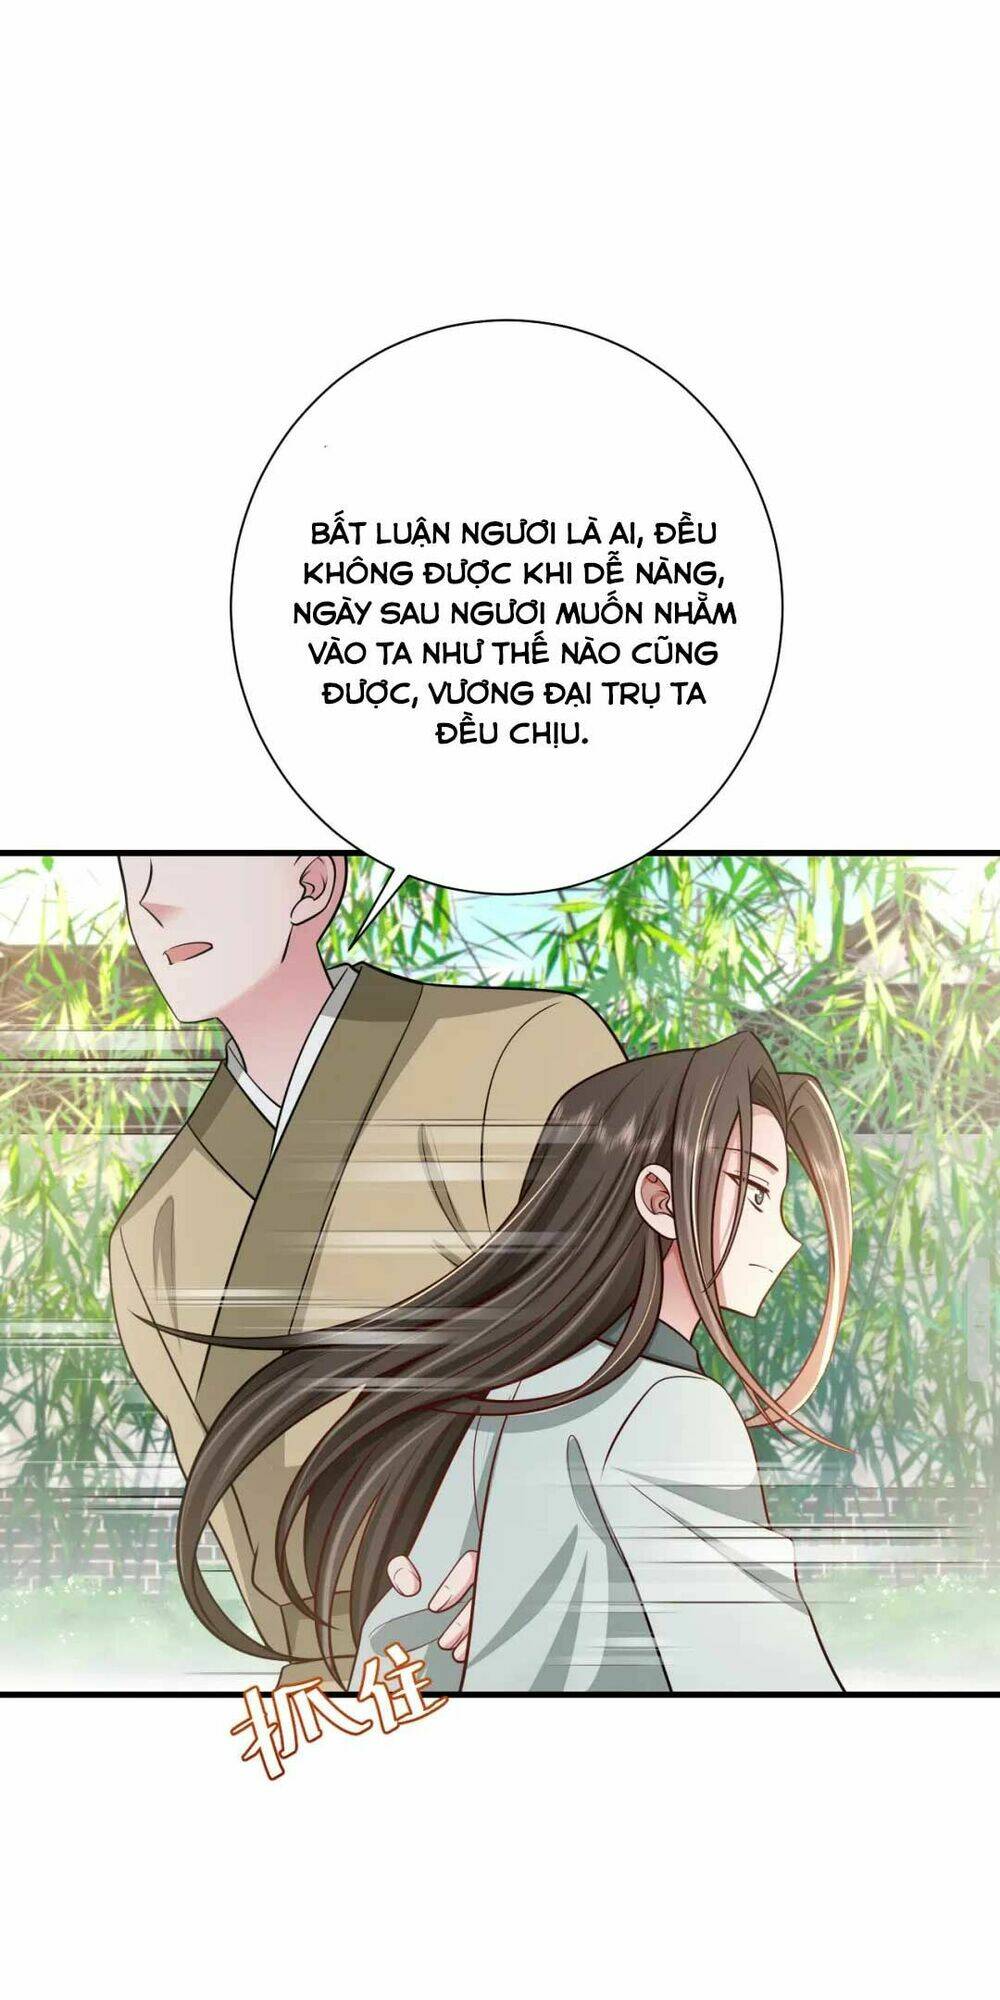 BẤT LUẬN NGƯƠI LÀ AI, ĐỀU
KHÔNG ĐƯỢC KHI DỄ NÀNG,
NGÀY SAU NGƯƠI MUỐN NHẰM
VÀO TA NHƯ THẾ NÀO CŨNG
ĐƯỢC, VƯƠNG ĐẠI TRỤ TA
ĐỀU CHỊU.
抓住